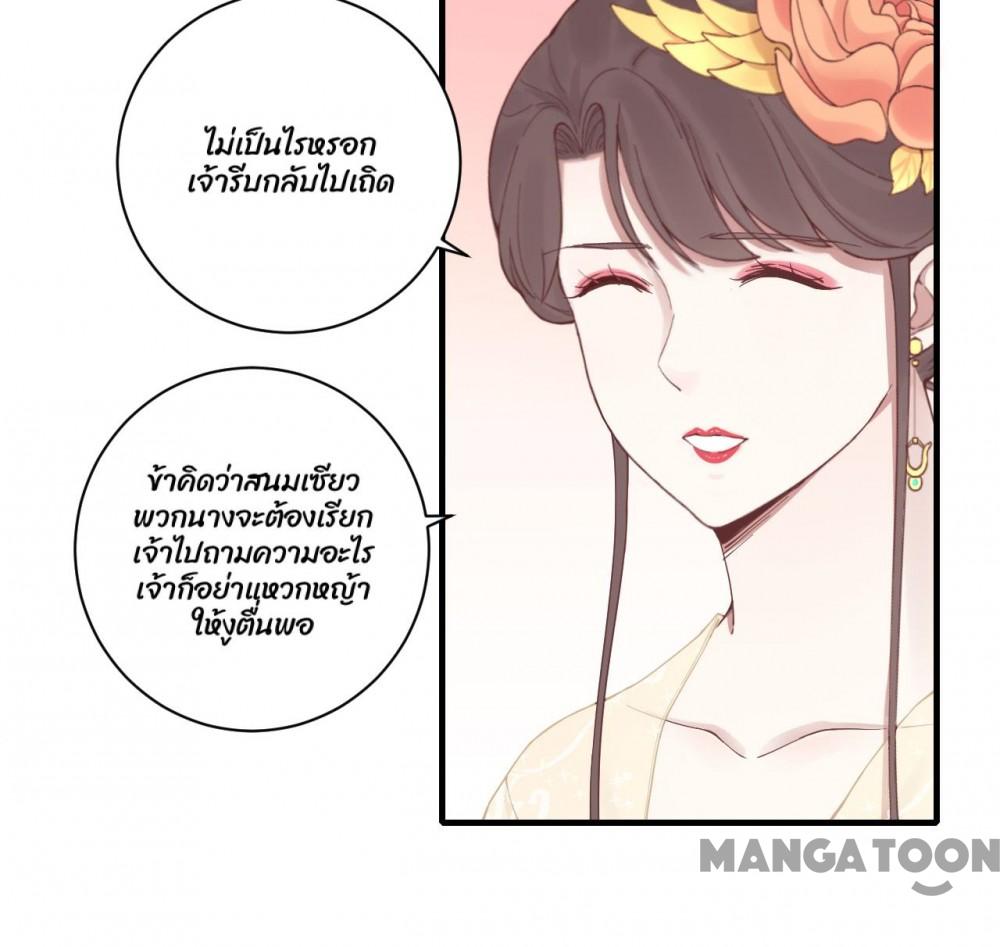 ไม่เป็นไรหรอก
เจ้ารีบกลับไปเถิด
ข้าคิดว่าสนมเซียว
พวกนางจะต้องเรียก
เจ้าไปถามความอะไร
เจ้าก็อย่าแหวกหญ้า
ให้งูตื่นพอ
MANGATOON